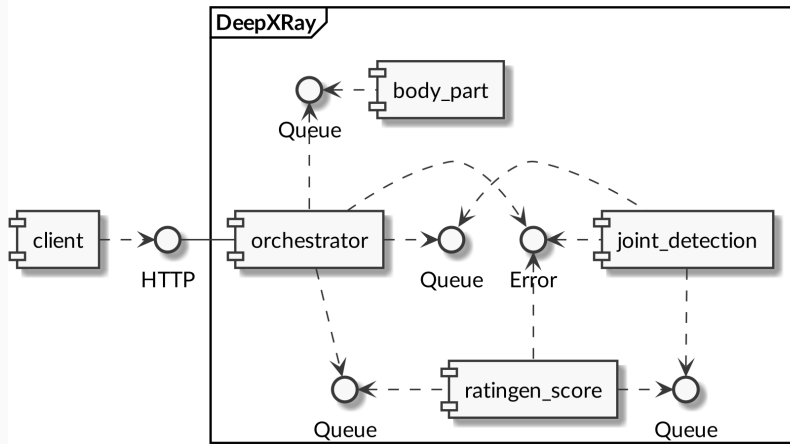 DeepXRay
body_part
Queue
client
HTTP
orchestrator
Queue
Error
joint_detection
ratingen_score
Queue
Queue